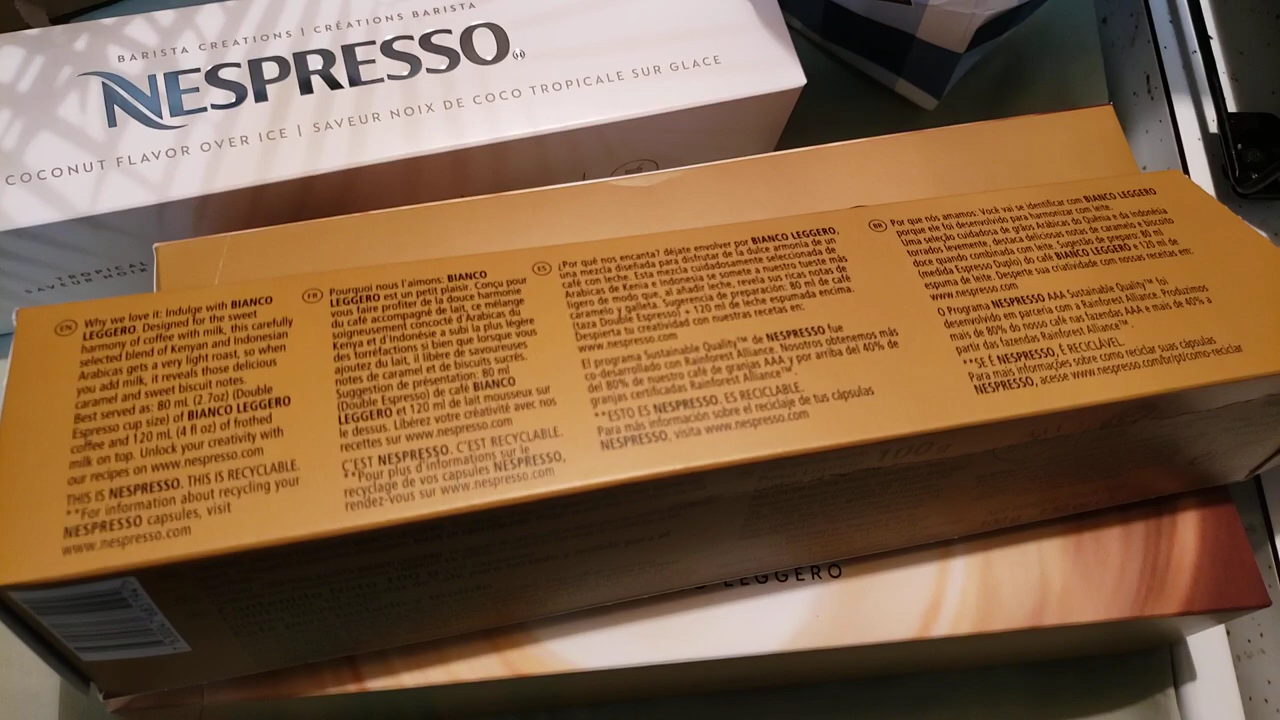 BARISTA CREATIONS | CRÉATIONS BARISTA
NESPRESSO
COCONUT FLAVOR OVER ICE | SAVEUR NOIX DE COCO TROPICALE SUR GLACE
TROPICAL
SAVEUR NOIX
EN
Why we love it: Indulge with BIANCO
LEGGERO. Designed for the sweet
harmony of coffee with milk, this carefully
selected blend of Kenyan and Indonesian
Arabicas gets a very light roast, so when
you add milk, it reveals those delicious
caramel and sweet biscuit notes.
Best served as: 80 mL (2.7oz) (Double
Espresso cup size) of BIANCO LEGGERO
coffee and 120 mL (4 fl oz) of frothed
milk on top. Unlock your creativity with
our recipes on www.nespresso.com
THIS IS NESPRESSO. THIS IS RECYCLABLE.
**For information about recycling your
NESPRESSO capsules, visit
www.nespresso.com
FR
Pourquoi nous l'aimons: BIANCO
LEGGERO est un petit plaisir. Conçu pour
vous faire profiter de la douce harmonie
du café accompagné de lait, ce mélange
soigneusement concocté d'Arabicas du
Kenya et d'Indonésie a subi la plus légère
des torréfactions si bien que lorsque vous
ajoutez du lait, il libère de savoureuses
notes de caramel et de biscuits sucrés.
Suggestion de présentation: 80 ml
(Double Espresso) de café BIANCO
LEGGERO et 120 ml de lait mousseux sur
le dessus. Libérez votre créativité avec nos
recettes sur www.nespresso.com
C'EST NESPRESSO. C'EST RECYCLABLE.
**Pour plus d'informations sur le
recyclage de vos capsules NESPRESSO,
rendez-vous sur www.nespresso.com
ES
¿Por qué nos encanta? déjate envolver por BIANCO LEGGERO,
una mezcla diseñada para disfrutar de la dulce armonía de un
café con leche. Esta mezcla cuidadosamente seleccionada de
Arábicas de Kenia e Indonesia se somete a nuestro tueste más
ligero de modo que, si añade leche, revela sus ricas notas de
caramelo y galleta. Sugerencia de preparación: 80 ml de café
(taza Double Espresso) + 120 ml de leche espumada encima.
Despierta tu creatividad con nuestras recetas en:
www.nespresso.com
El programa Sustainable Quality™ de NESPRESSO fue
co-desarrollado con Rainforest Alliance. Nosotros obtenemos más
del 80% de nuestro café de granjas AAA y por arriba del 40% de
granjas certificadas Rainforest Alliance™.
**ESTO ES NESPRESSO. ES RECICLABLE.
Para más información sobre el reciclaje de tus cápsulas
NESPRESSO, visita www.nespresso.com
BR
Por que nós amamos: Você vai se identificar com BIANCO LEGGERO
porque ele foi desenvolvido para harmonizar com leite.
Uma seleção cuidadosa de grãos Arábicas do Quênia e da Indonésia
torrados levemente, destaca deliciosas notas de caramelo e biscoito
doce quando combinada com leite. Sugestão de preparo: 80 ml
(medida Espresso Duplo) do café BIANCO LEGGERO e 120 ml de
espuma de leite. Desperte sua criatividade com nossas receitas em:
www.nespresso.com
O Programa NESPRESSO AAA Sustainable Quality™ foi
desenvolvido em parceria com a Rainforest Alliance. Produzimos
mais de 80% do nosso café nas fazendas AAA e mais de 40% a
partir das fazendas Rainforest Alliance™.
**SE É NESPRESSO, É RECICLÁVEL.
Para mais informações sobre como reciclar suas cápsulas
NESPRESSO, acesse www.nespresso.com/br/pt/como-reciclar
100 g
LEGGERO